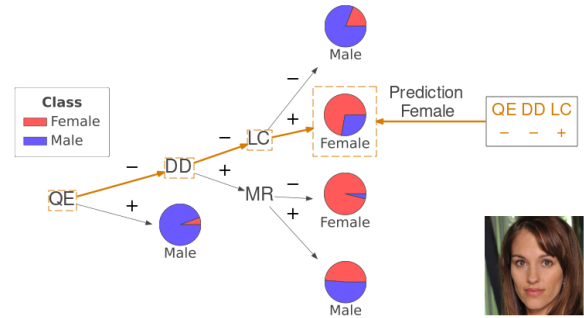 Male
Class
Female
Male
−
+
Prediction
Female
QE DD LC
− − +
−
LC
Female
−
DD
+
−
MR
+
Female
QE
+
Male
Male